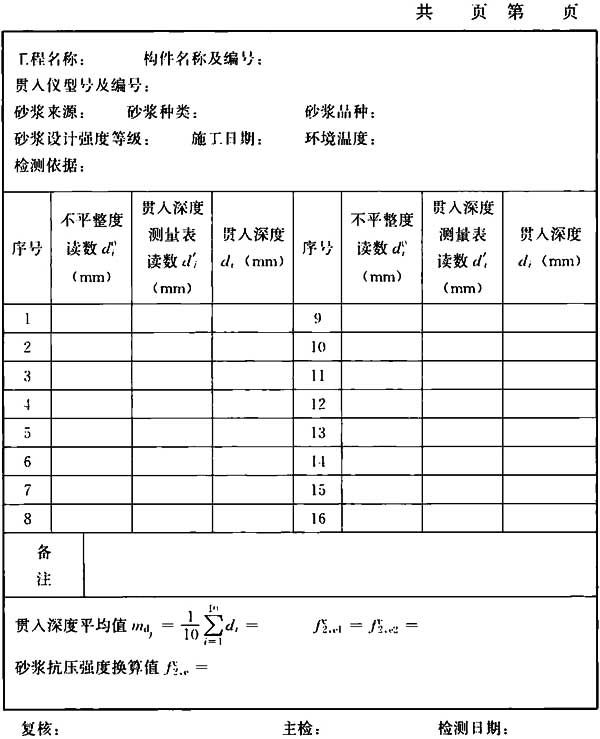 共 页 第 页
工程名称： 构件名称及编号：
贯入仪型号及编号：
砂浆来源： 砂浆种类： 砂浆品种：
砂浆设计强度等级： 施工日期： 环境温度：
检测依据：
序号 不平整度读数 d_i^0 (mm) 贯入深度测量表读数 d'_i (mm) 贯入深度 d_i (mm) 序号 不平整度读数 d_i^0 (mm) 贯入深度测量表读数 d'_i (mm) 贯入深度 d_i (mm)
1 9
2 10
3 11
4 12
5 13
6 14
7 15
8 16
备注
贯入深度平均值 m_{d_j} = \frac{1}{10} \sum_{i=1}^{10} d_i = f^c_{2,c1} = f^c_{2,c2} =
砂浆抗压强度换算值 f^c_{2,c} =
复核： 主检： 检测日期：